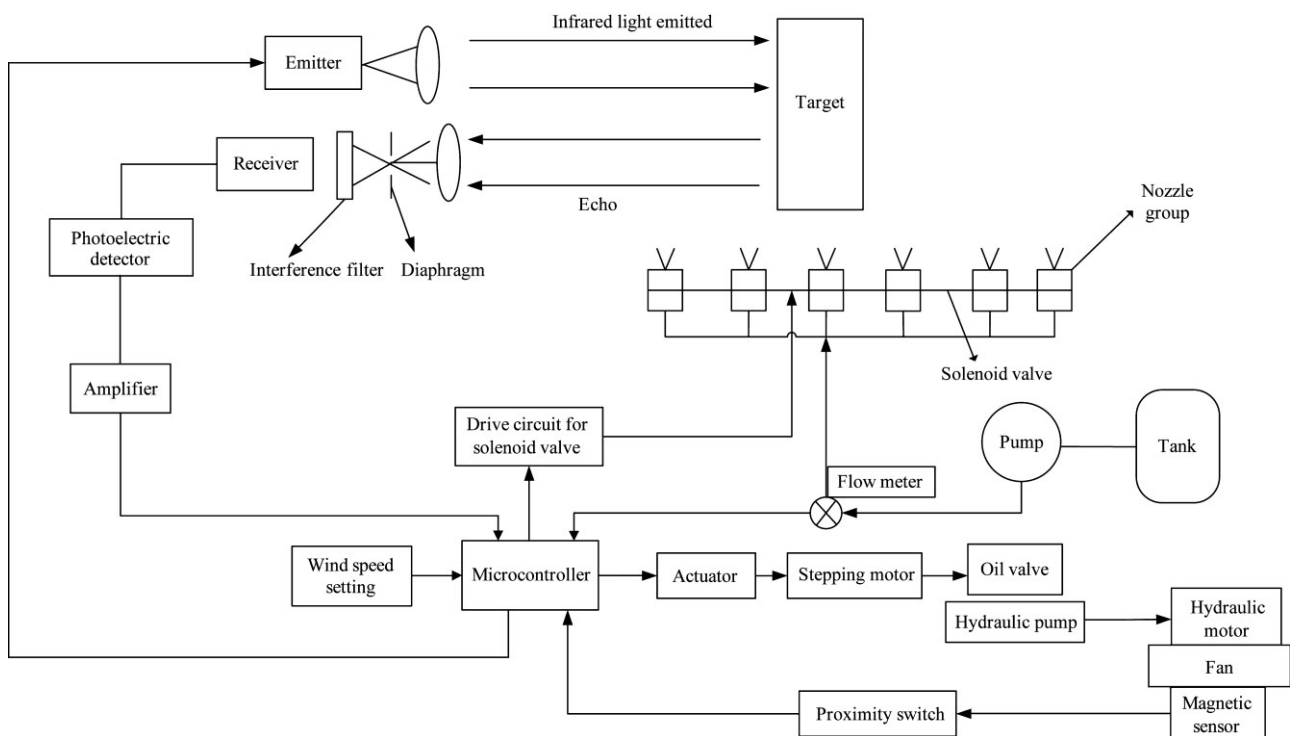 Infrared light emitted
Emitter
Target
Receiver
Echo
Nozzle
group
Photoelectric
detector
Interference filter
Diaphragm
Solenoid valve
Amplifier
Drive circuit for
solenoid valve
Pump
Tank
Flow meter
Wind speed
setting
Microcontroller
Actuator
Stepping motor
Oil valve
Hydraulic pump
Hydraulic
motor
Fan
Proximity switch
Magnetic
sensor